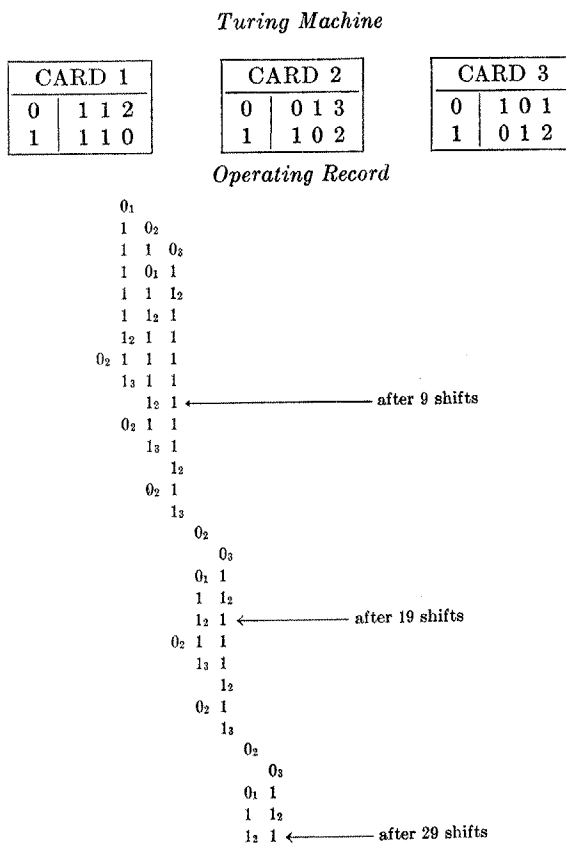 Turing Machine
CARD 1 CARD 2 CARD 3
0 1 1 2 0 0 1 3 0 1 0 1
1 1 1 0 1 1 0 2 1 0 1 2
Operating Record
0₁
1 0₂
1 1 0₃
1 0₁ 1
1 1 1₂
1 1₂ 1
1₂ 1 1
0₂ 1 1 1
1₃ 1 1
1₂ 1 ← after 9 shifts
0₂ 1 1
1₃ 1
1₂
0₂ 1
1₃
0₂
0₃
0₁ 1
1 1₂
1₂ 1 ← after 19 shifts
0₂ 1 1
1₃ 1
1₂
0₂ 1
1₃
0₂
0₃
0₁ 1
1 1₂
1₂ 1 ← after 29 shifts